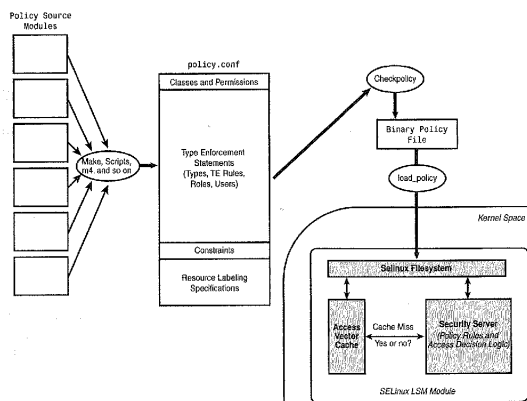 Policy Source
Modules
policy.conf
Classes and Permissions
Type Enforcement
Statements
(Types, TE Rules,
Roles, Users)
Constraints
Resource Labeling
Specifications
Make, Scripts,
m4, and so on
Checkpolicy
Binary Policy
File
load_policy
Kernel Space
Selinux Filesystem
Access
Vector
Cache
Cache Miss
Yes or no?
Security Server
(Policy Rules and
Access Decision Logic)
SELinux LSM Module